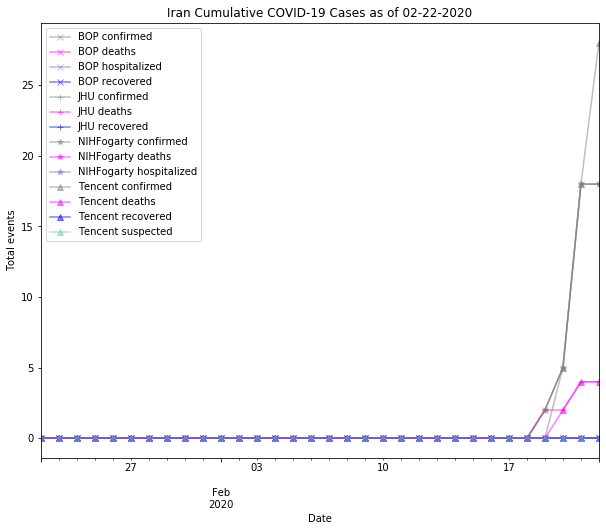 Iran Cumulative COVID-19 Cases as of 02-22-2020
BOP confirmed
BOP deaths
BOP hospitalized
BOP recovered
JHU confirmed
JHU deaths
JHU recovered
NIHFogarty confirmed
NIHFogarty deaths
NIHFogarty hospitalized
Tencent confirmed
Tencent deaths
Tencent recovered
Tencent suspected
Total events
25
20
15
10
5
0
27
03
10
17
Feb
2020
Date